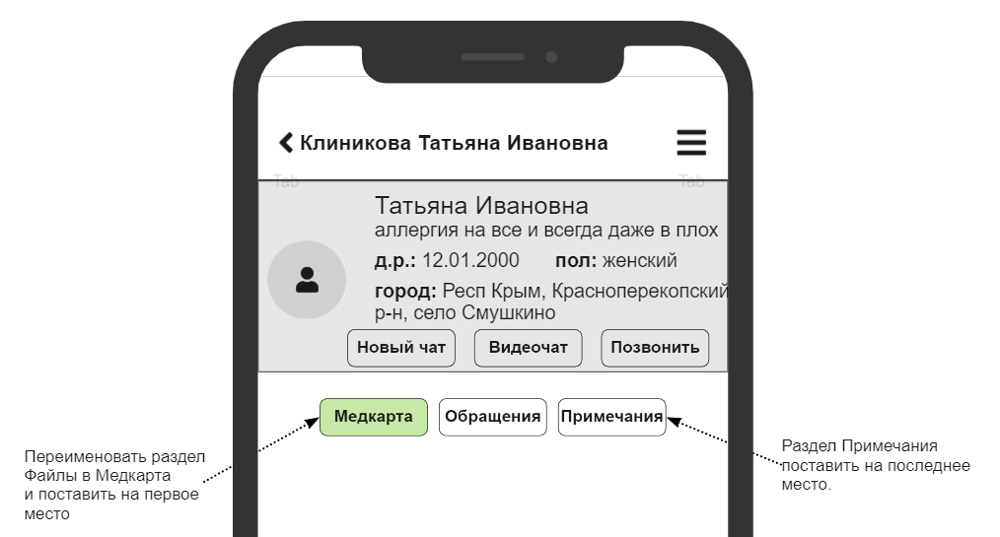 Клиникова Татьяна Ивановна
Tab
Tab
Татьяна Ивановна
аллергия на все и всегда даже в плох
д.р.: 12.01.2000 пол: женский
город: Респ Крым, Красноперекопский
р-н, село Смушкино
Новый чат
Видеочат
Позвонить
Медкарта
Обращения
Примечания
Переименовать раздел
Файлы в Медкарта
и поставить на первое
место
Раздел Примечания
поставить на последнее
место.